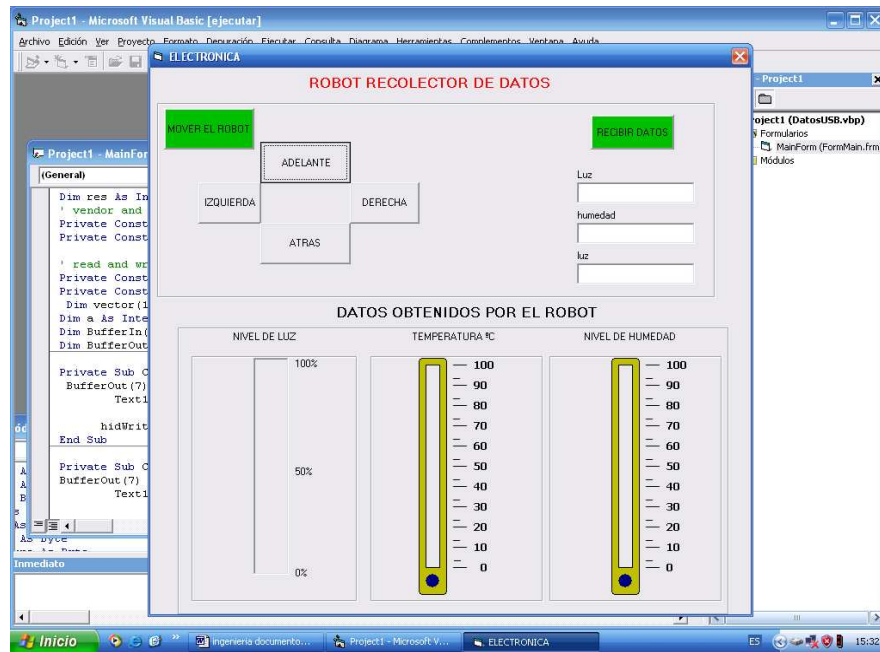 Project1 - Microsoft Visual Basic [ejecutar]
Archivo Edición Ver Proyecto Formato Depuración Ejecutar Consulta Diagrama Herramientas Complementos Ventana Ayuda
ELECTRONICA
- Project1
ROBOT RECOLECTOR DE DATOS
MOVER EL ROBOT
ADELANTE
IZQUIERDA
DERECHA
ATRAS
RECIBIR DATOS
Luz
humedad
luz
DATOS OBTENIDOS POR EL ROBOT
NIVEL DE LUZ
100%
50%
0%
TEMPERATURA ºC
100
90
80
70
60
50
40
30
20
10
0
NIVEL DE HUMEDAD
100
90
80
70
60
50
40
30
20
10
0
Project1 - MainFor
(General)
Dim res As In
' vendor and
Private Const
Private Const
' read and wr
Private Const
Private Const
Dim vector(1
Dim a As Inte
Dim BufferIn(
Dim BufferOut
Private Sub C
BufferOut(7)
Text1
hidWrit
End Sub
Private Sub C
BufferOut(7)
Text1
Inmediato
oject1 (DatosUSB.vbp)
Formularios
MainForm (FormMain.frm
Módulos
Inicio
ingenieria documento...
Project1 - Microsoft V...
ELECTRONICA
ES
15:32